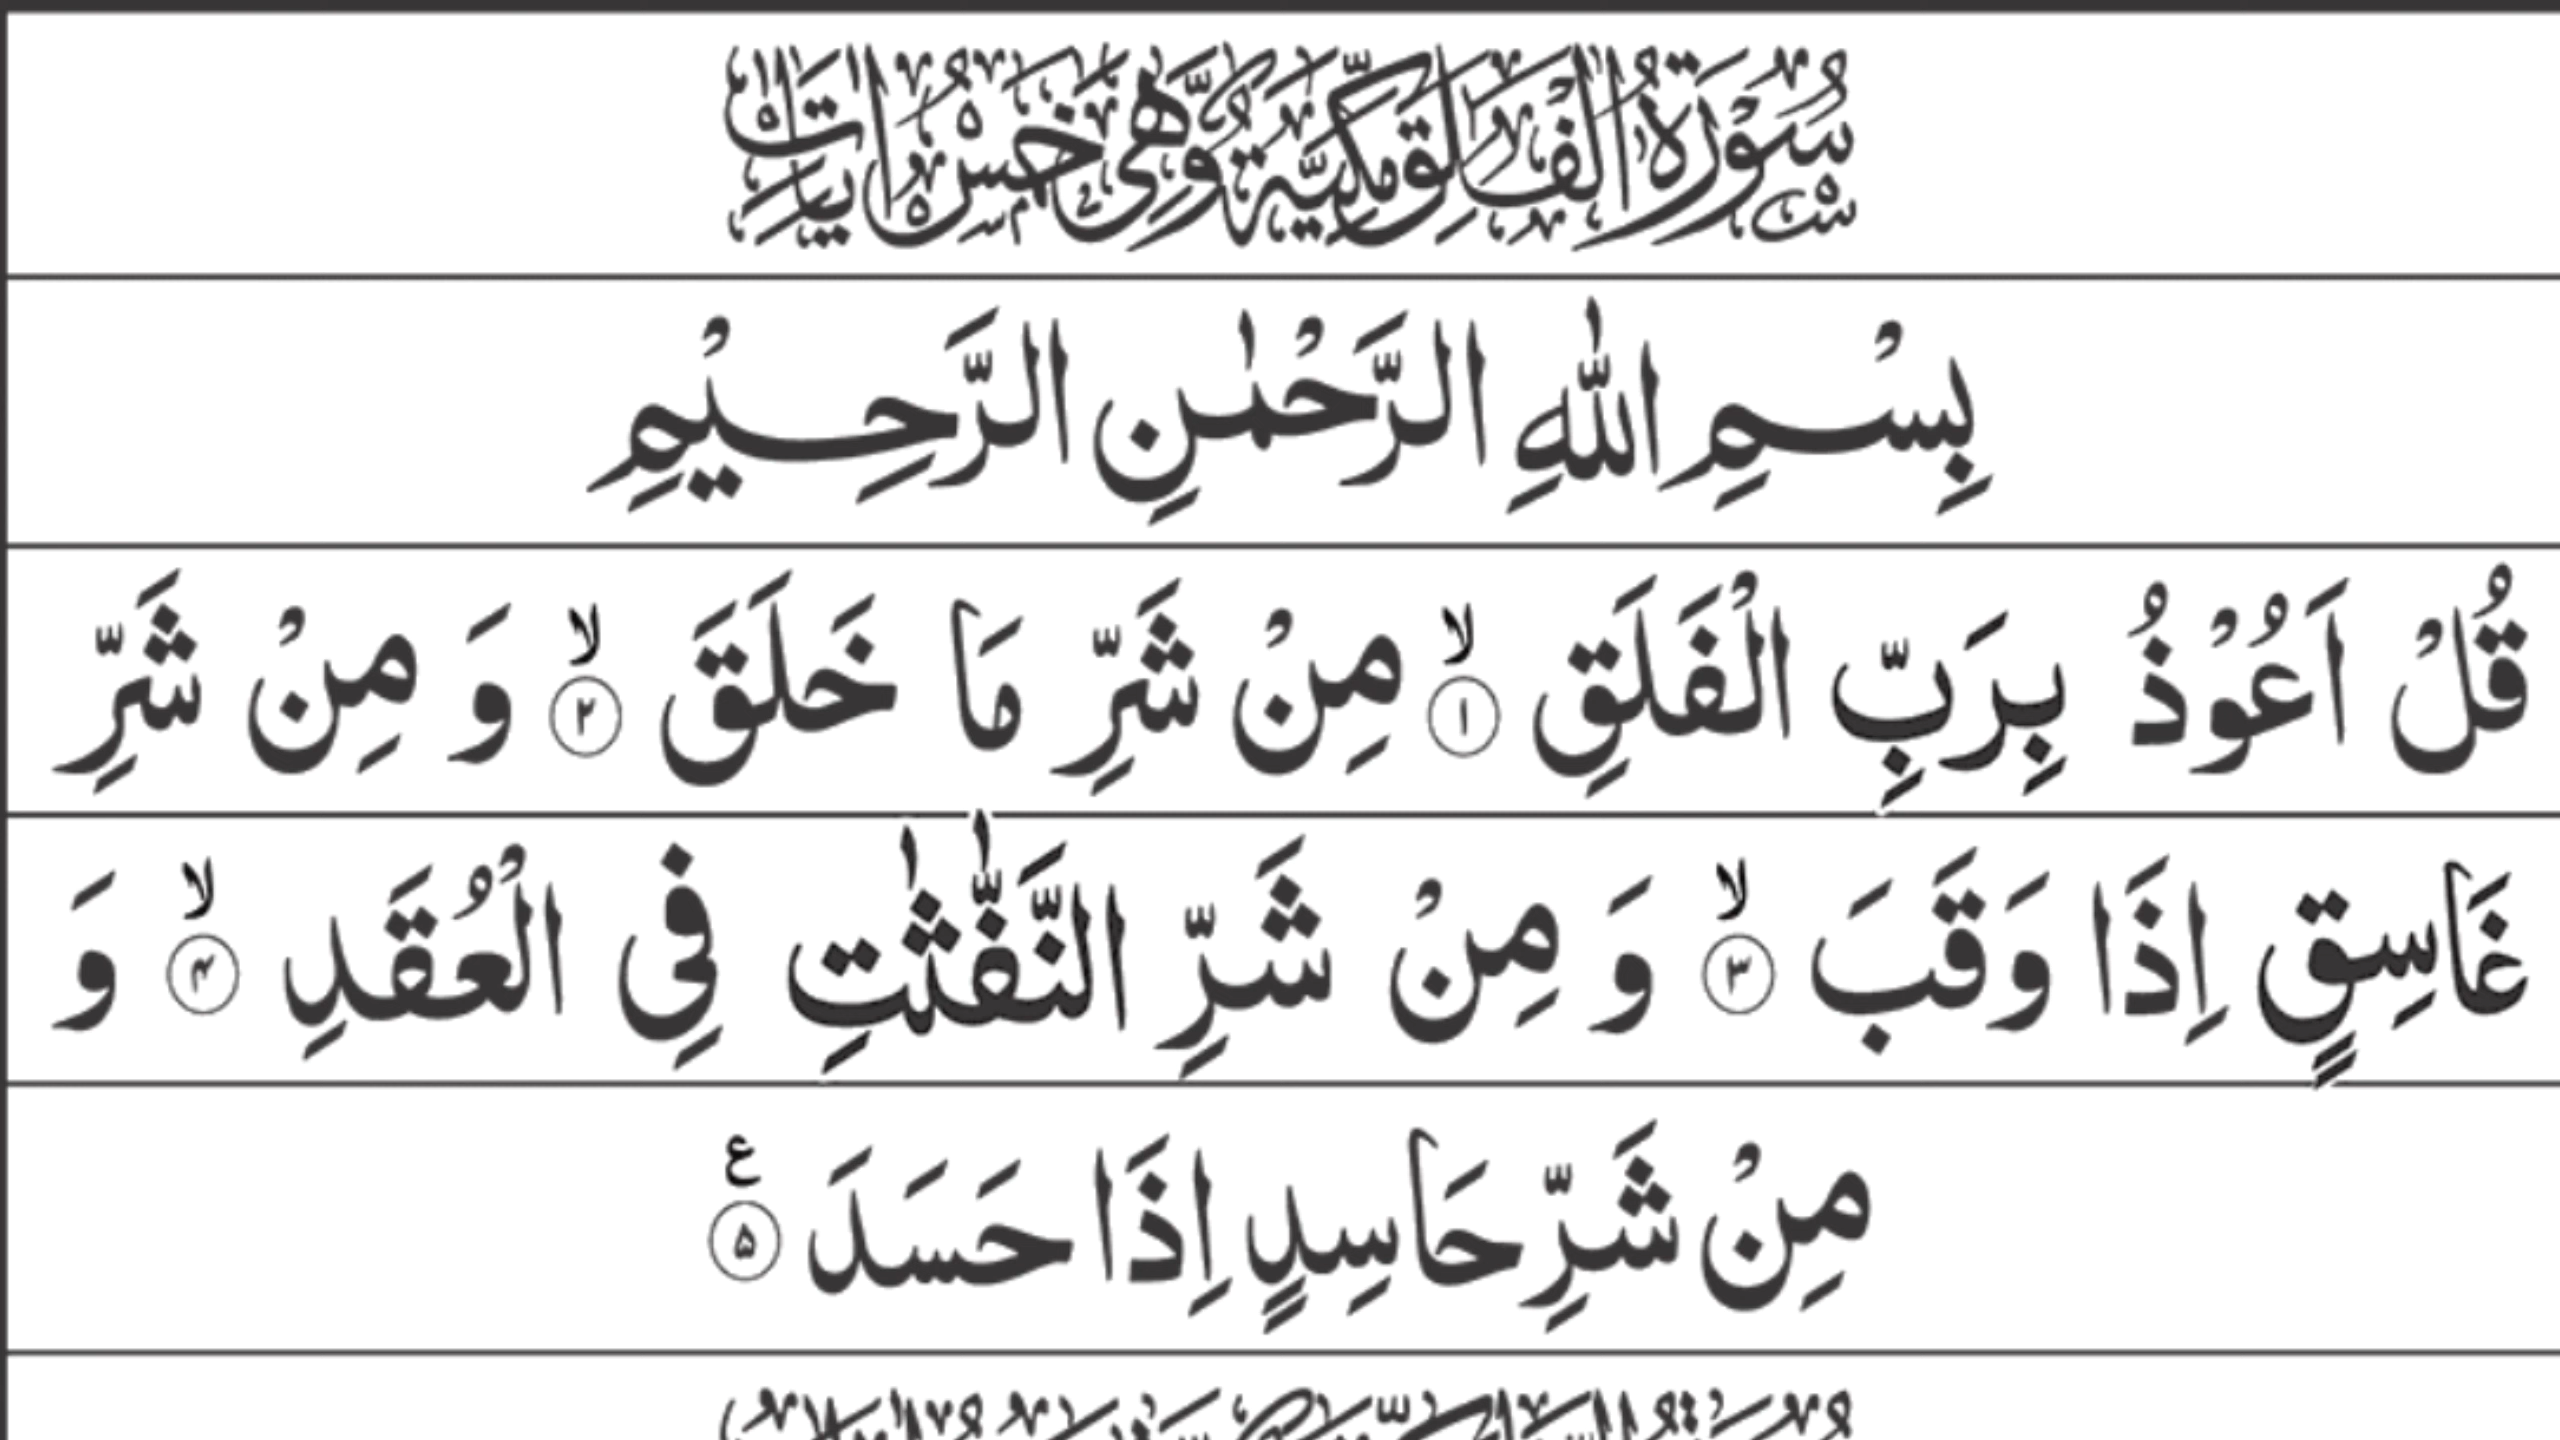 سُوْرَةُ الْفَلَقِ مَكِّيَّةٌ وَّهِیَ خَمْسُ اٰیَاتٍ
بِسْمِ اللّٰهِ الرَّحْمٰنِ الرَّحِیْمِ
قُلْ اَعُوْذُ بِرَبِّ الْفَلَقِ ۙ﴿۱﴾ مِنْ شَرِّ مَا خَلَقَ ۙ﴿۲﴾ وَ مِنْ شَرِّ
غَاسِقٍ اِذَا وَقَبَ ۙ﴿۳﴾ وَ مِنْ شَرِّ النَّفّٰثٰتِ فِی الْعُقَدِ ۙ﴿۴﴾ وَ
مِنْ شَرِّ حَاسِدٍ اِذَا حَسَدَ ﴿۵﴾ ع